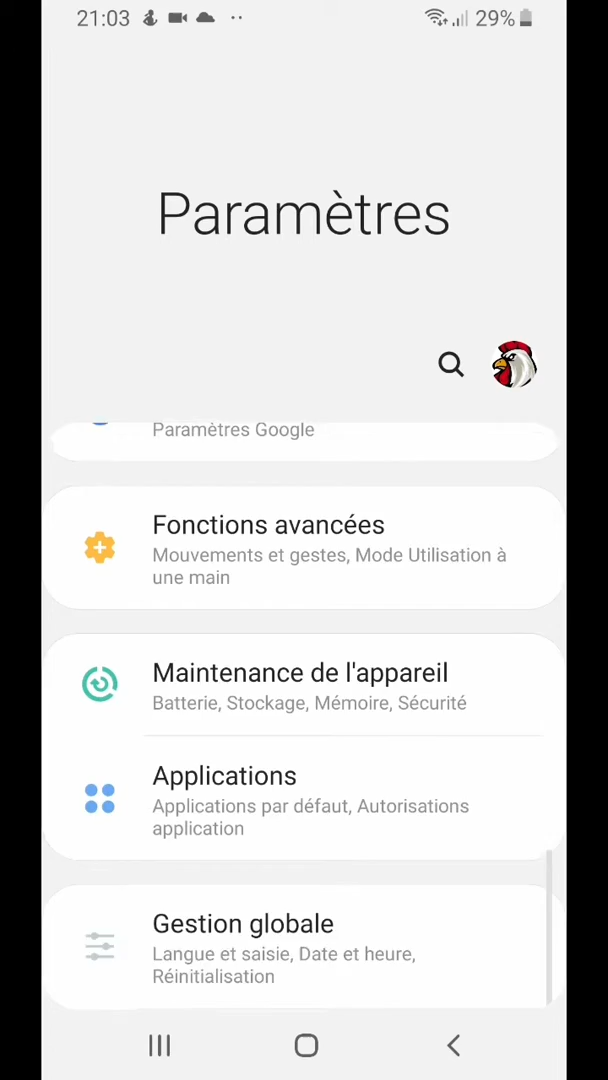 21:03
29%
Paramètres
Paramètres Google
Fonctions avancées
Mouvements et gestes, Mode Utilisation à
une main
Maintenance de l'appareil
Batterie, Stockage, Mémoire, Sécurité
Applications
Applications par défaut, Autorisations
application
Gestion globale
Langue et saisie, Date et heure,
Réinitialisation